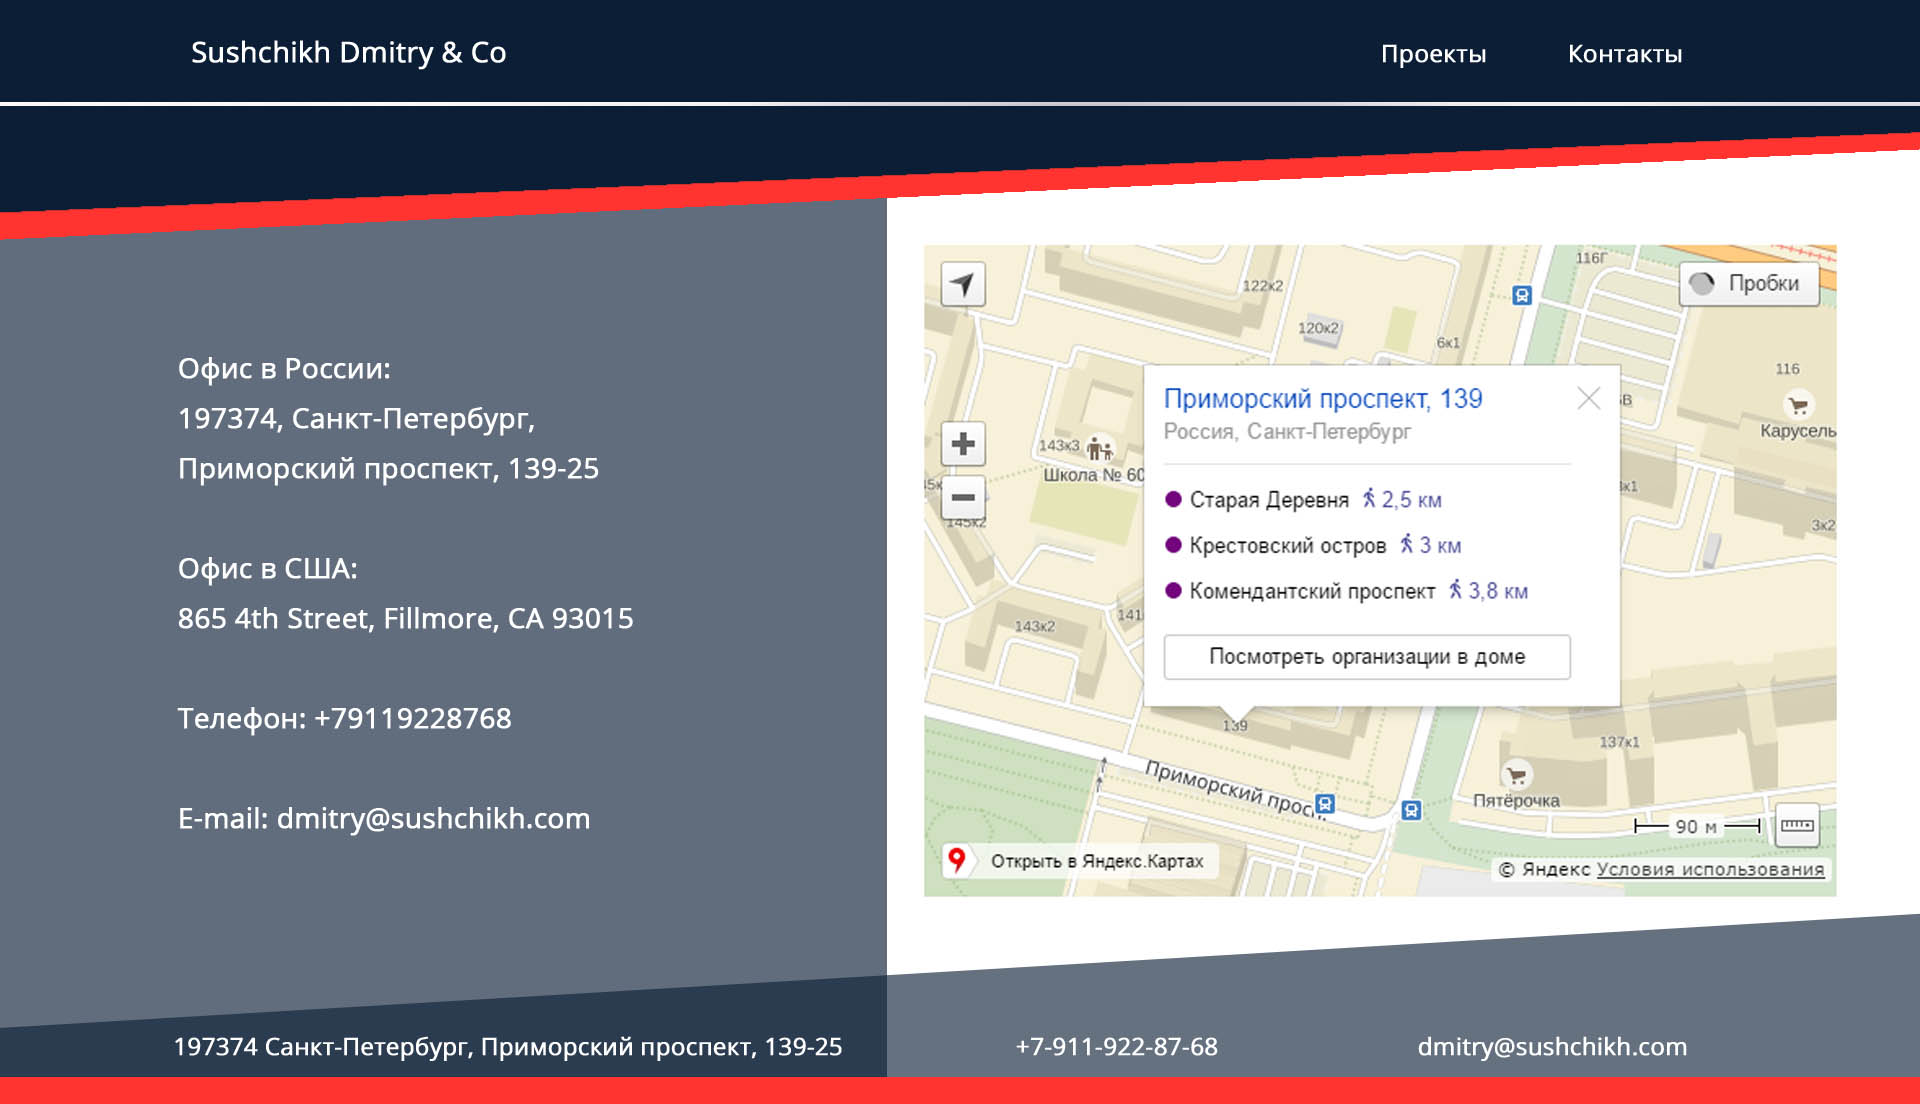 Sushchikh Dmitry & Co
Проекты
Контакты
Офис в России:
197374, Санкт-Петербург,
Приморский проспект, 139-25
Офис в США:
865 4th Street, Fillmore, CA 93015
Телефон: +79119228768
E-mail: dmitry@sushchikh.com
116Г
Пробки
122к2
120к2
6к1
116
Карусель
Приморский проспект, 139
Россия, Санкт-Петербург
143к3
Школа № 60
Старая Деревня 2,5 км
Крестовский остров 3 км
Комендантский проспект 3,8 км
145к2
3к2
141
143к2
Посмотреть организации в доме
139
137к1
Приморский просп
Пятёрочка
90 м
Открыть в Яндекс.Картах
© Яндекс Условия использования
197374 Санкт-Петербург, Приморский проспект, 139-25
+7-911-922-87-68
dmitry@sushchikh.com